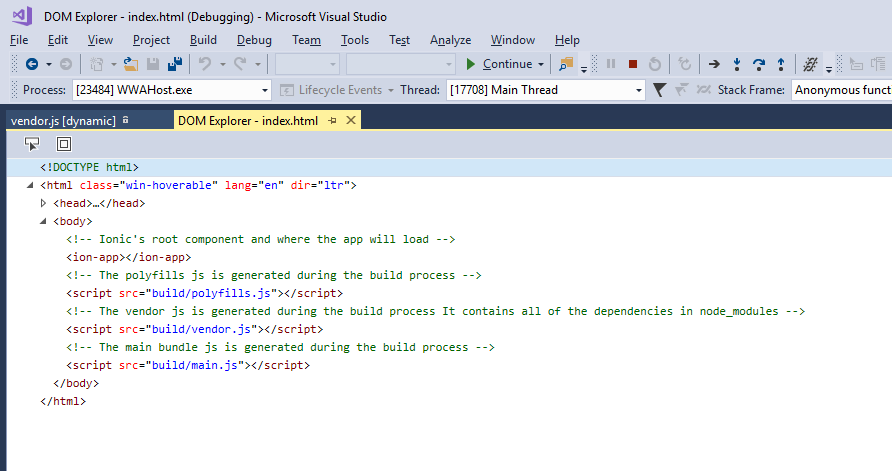 DOM Explorer - index.html (Debugging) - Microsoft Visual Studio
File Edit View Project Build Debug Team Tools Test Analyze Window Help
Continue
Process: [23484] WWAHost.exe Lifecycle Events Thread: [17708] Main Thread Stack Frame: Anonymous funct
vendor.js [dynamic] DOM Explorer - index.html
<!DOCTYPE html>
<html class="win-hoverable" lang="en" dir="ltr">
<head>…</head>
<body>
<!-- Ionic's root component and where the app will load -->
<ion-app></ion-app>
<!-- The polyfills js is generated during the build process -->
<script src="build/polyfills.js"></script>
<!-- The vendor js is generated during the build process It contains all of the dependencies in node_modules -->
<script src="build/vendor.js"></script>
<!-- The main bundle js is generated during the build process -->
<script src="build/main.js"></script>
</body>
</html>